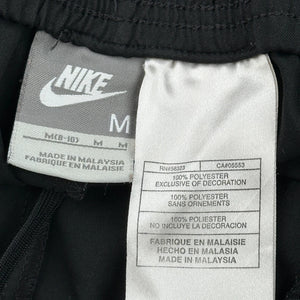 NIKE
M
M(8-10) M M
MADE IN MALAYSIA
FABRIQUE EN MALAISIE
RN#56323 CA#05553
100% POLYESTER
EXCLUSIVE OF DECORATION
100% POLYESTER
SANS ORNEMENTS
100% POLYESTER
NO INCLUYE LA DECORACION
FABRIQUE EN MALAISIE
HECHO EN MALASIA
MADE IN MALAYSIA